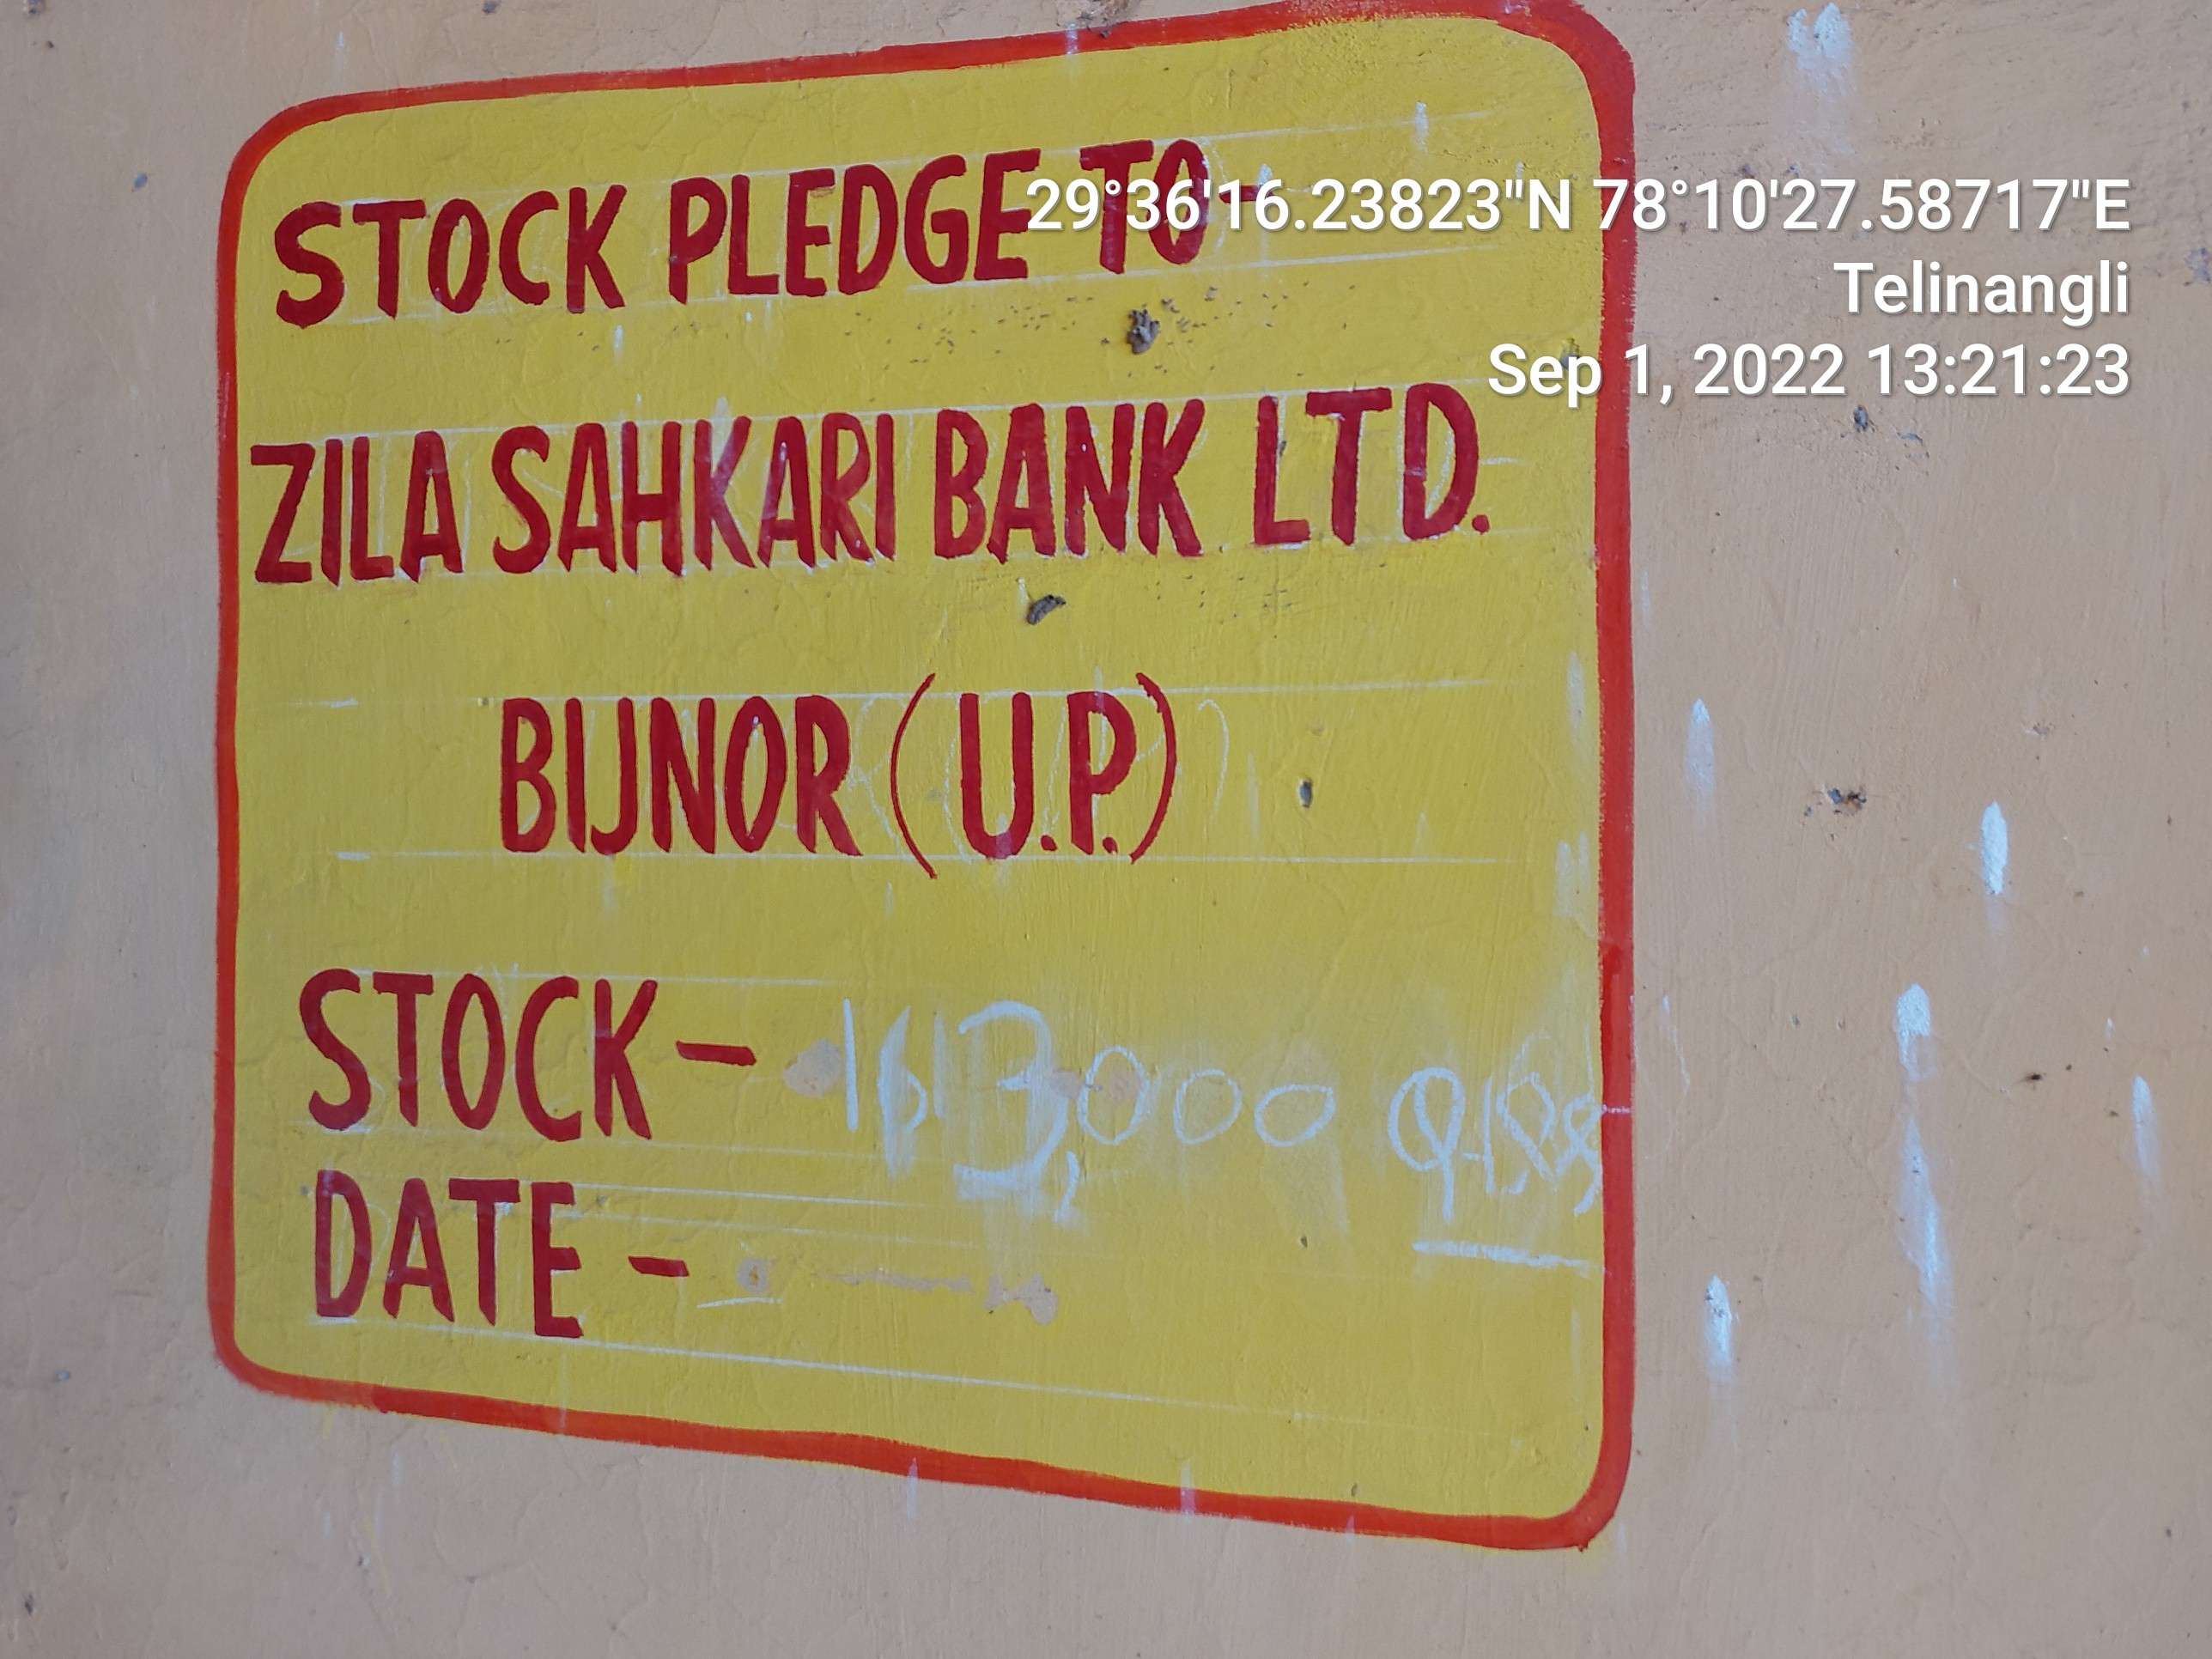 STOCK PLEDGE TO-
29°36'16.23823"N 78°10'27.58717"E
Telinangli
Sep 1, 2022 13:21:23
ZILA SAHKARI BANK LTD.
BIJNOR (U.P.)
STOCK-
DATE -